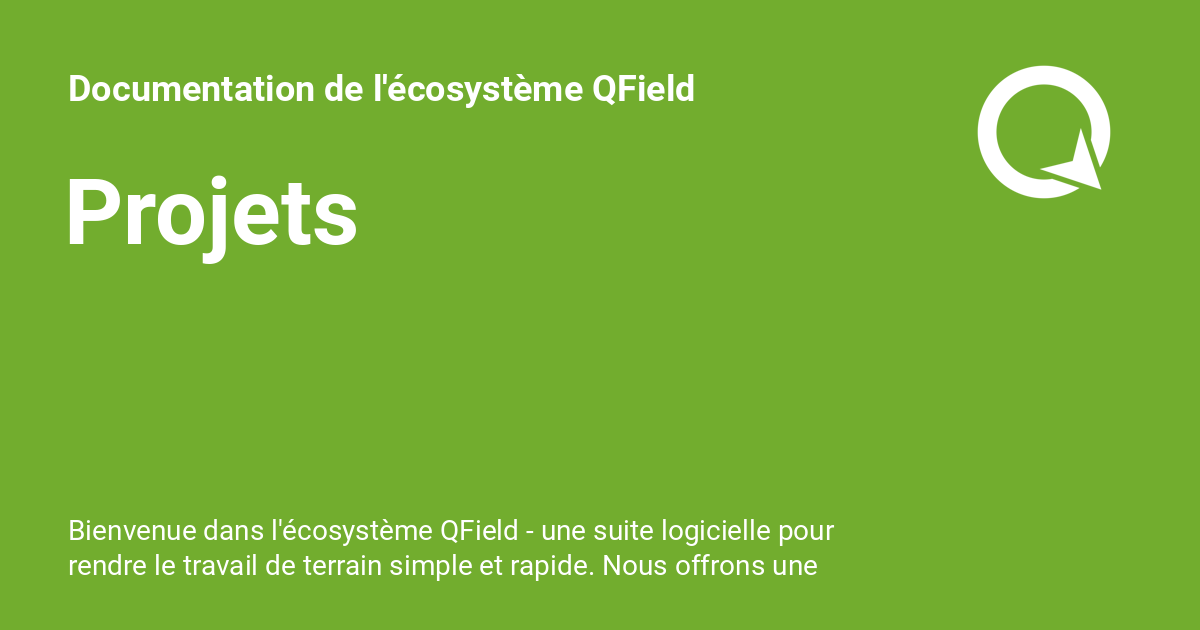 Documentation de l'écosystème QField
Projets
Bienvenue dans l'écosystème QField - une suite logicielle pour
rendre le travail de terrain simple et rapide. Nous offrons une